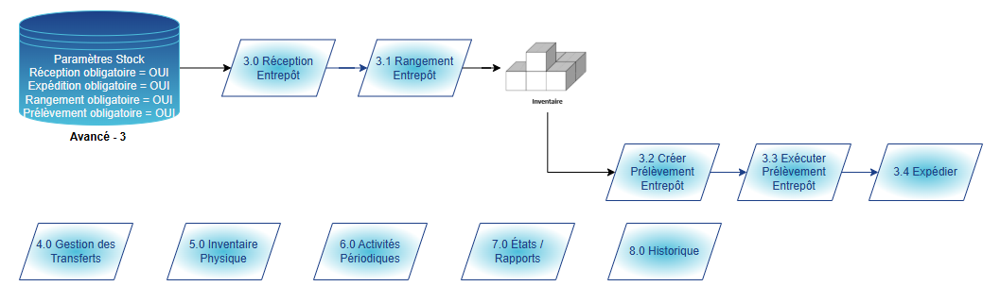 Paramètres Stock
Réception obligatoire = OUI
Expédition obligatoire = OUI
Rangement obligatoire = OUI
Prélèvement obligatoire = OUI
Avancé - 3
3.0 Réception
Entrepôt
3.1 Rangement
Entrepôt
Inventaire
3.2 Créer
Prélèvement
Entrepôt
3.3 Exécuter
Prélèvement
Entrepôt
3.4 Expédier
4.0 Gestion des
Transferts
5.0 Inventaire
Physique
6.0 Activités
Périodiques
7.0 États /
Rapports
8.0 Historique